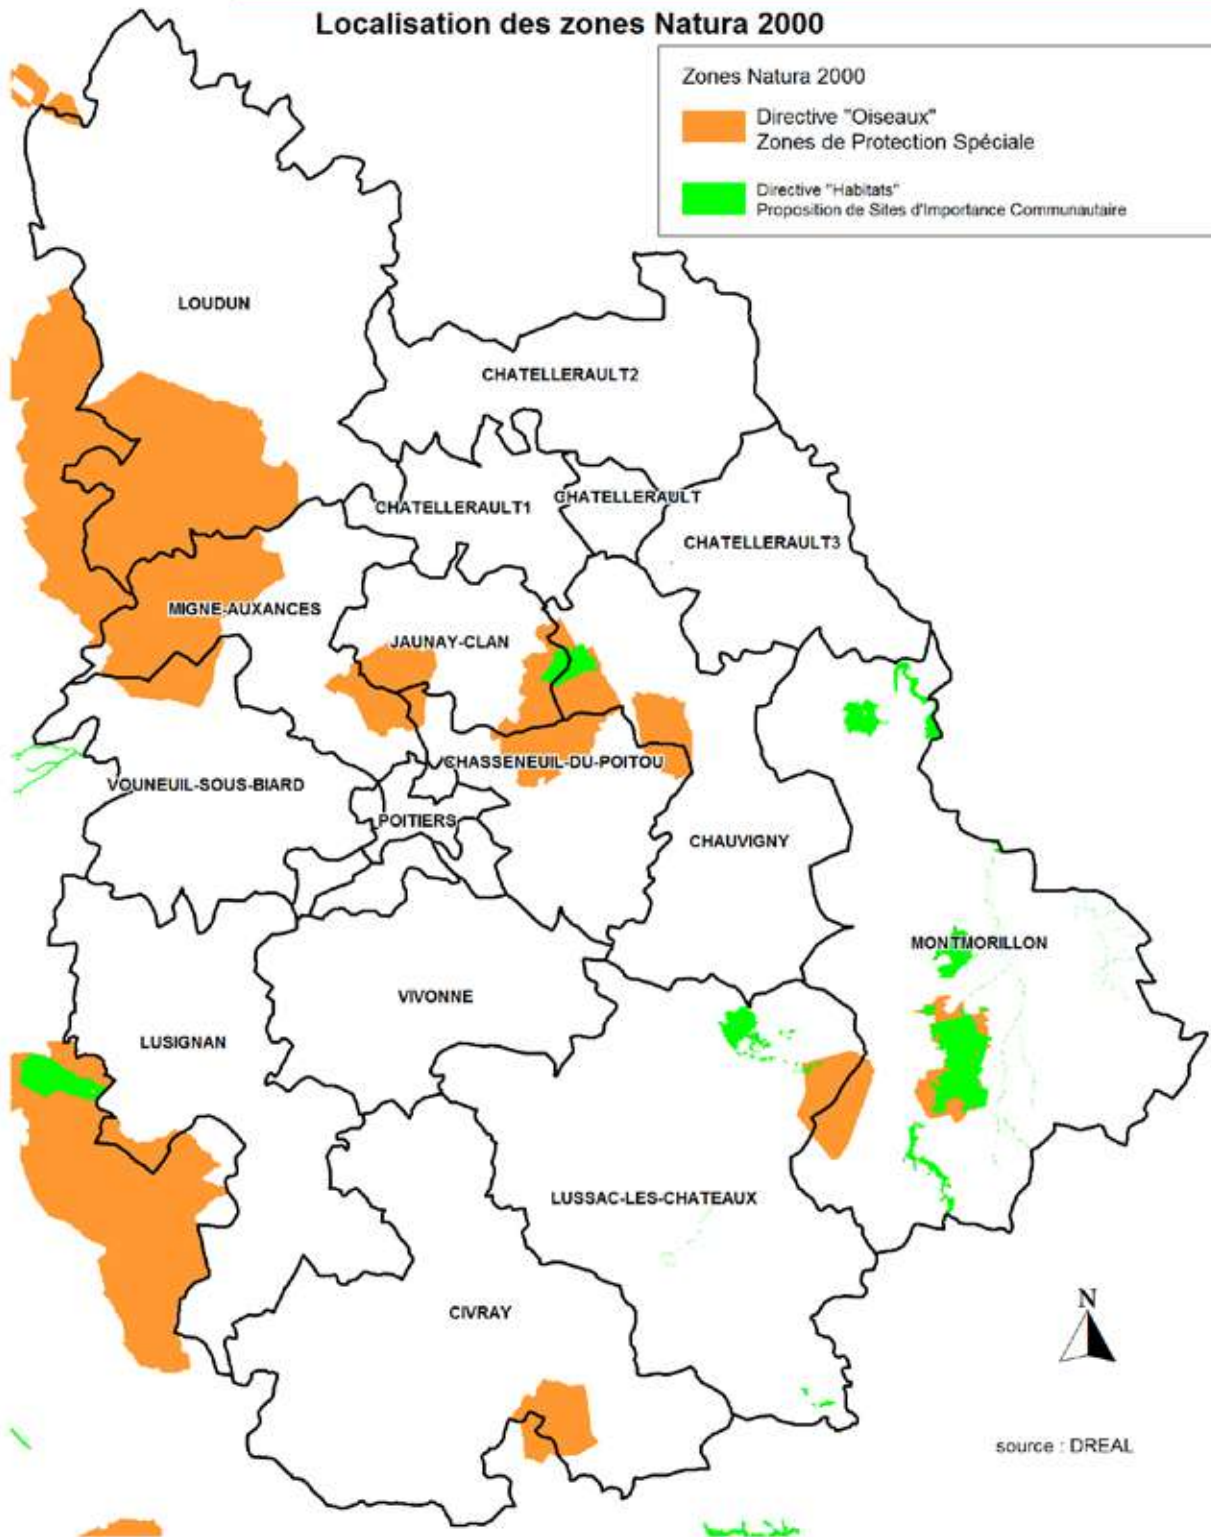 Localisation des zones Natura 2000
Zones Natura 2000
Directive "Oiseaux"
Zones de Protection Spéciale
Directive "Habitats"
Proposition de Sites d'Importance Communautaire
LOUDUN
CHATELLERAULT2
CHATELLERAULT1
CHATELLERAULT
CHATELLERAULT3
MIGNE-AUXANCES
JAUNAY-CLAN
CHASSENEUIL-DU-POITOU
VOUNEUIL-SOUS-BIARD
POITIERS
CHAUVIGNY
MONTMORILLON
VIVONNE
LUSIGNAN
LUSSAC-LES-CHATEAUX
CIVRAY
N
source : DREAL